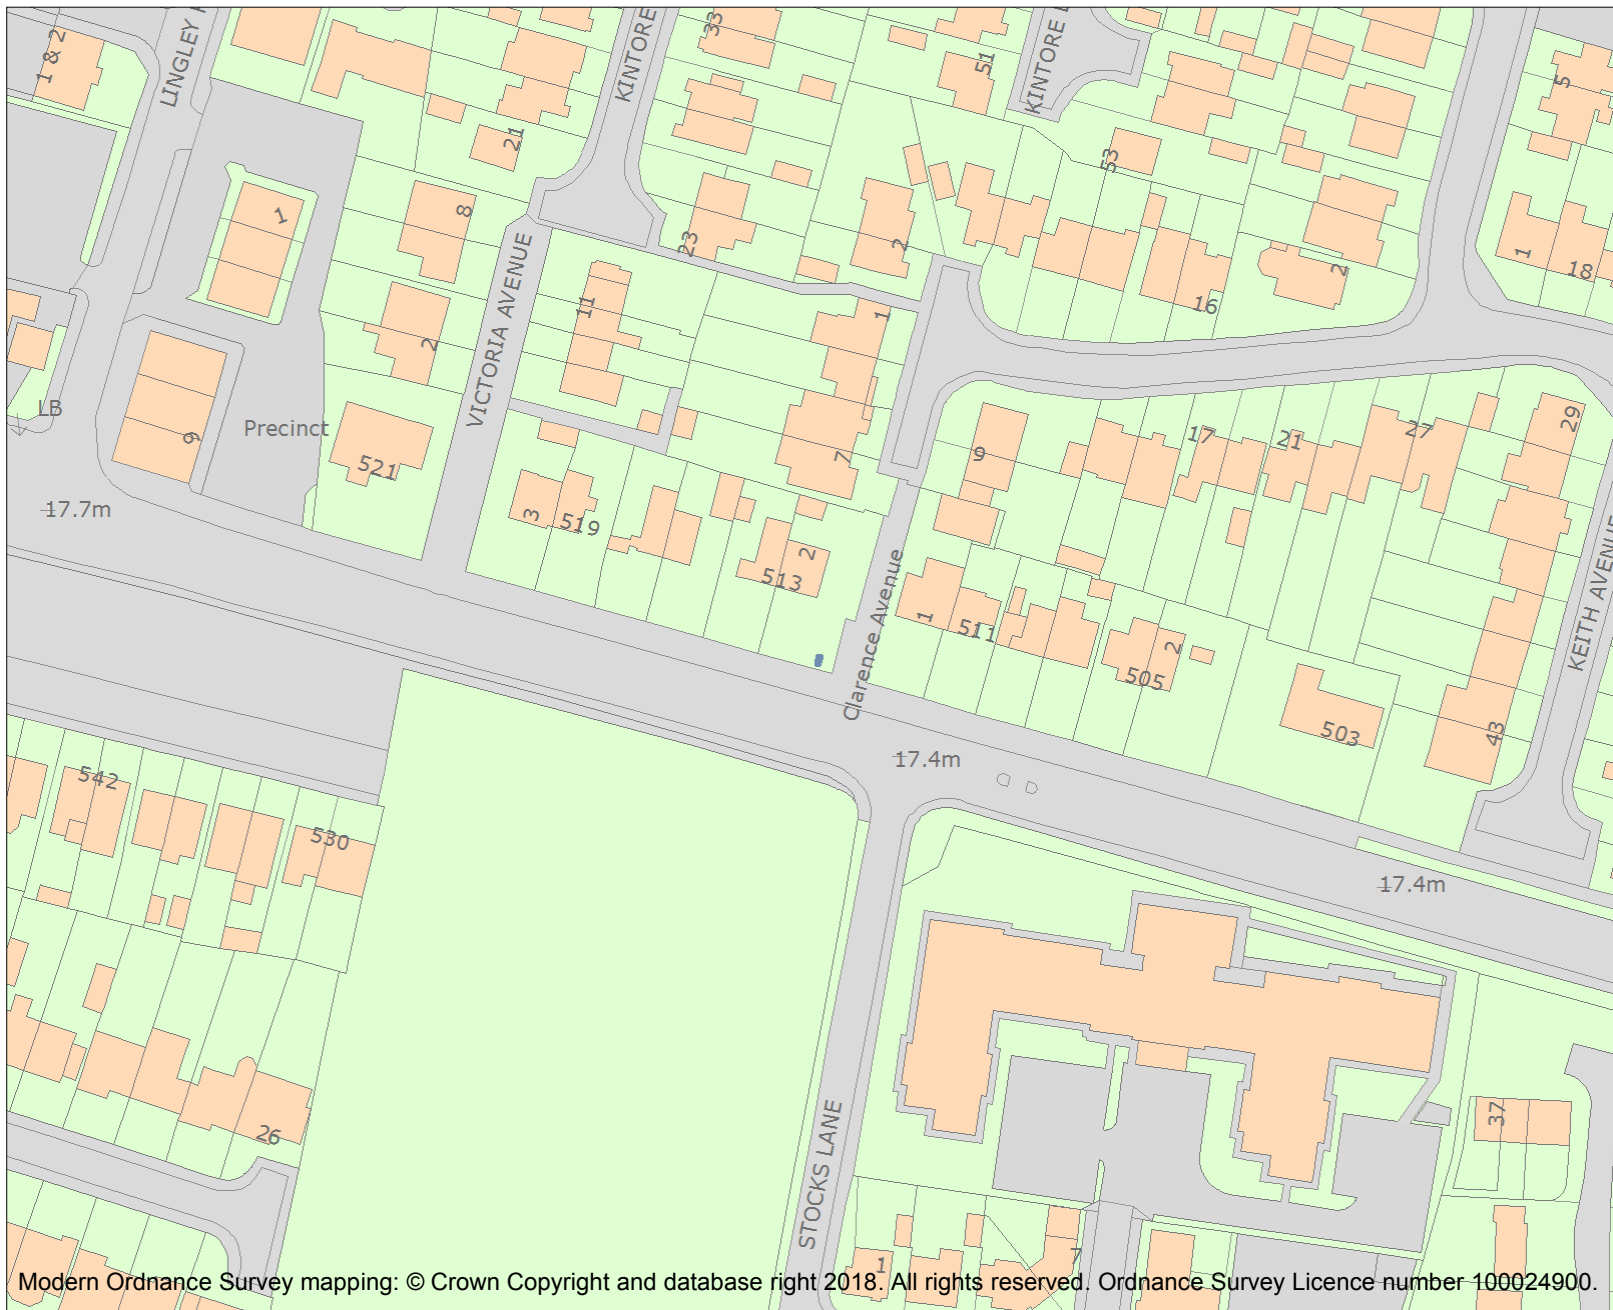 1 & 2
LINGLEY
KINTORE
33
51
KINTORE
5
21
53
1
8
23
2
VICTORIA AVENUE
11
1
16
2
1
18
2
LB
9
Precinct
521
7
9
17
21
27
29
17.7m
3
519
513
2
Clarence Avenue
1
511
505
2
503
43
KEITH AVENUE
17.4m
542
530
17.4m
26
STOCKS LANE
37
1
7
Modern Ordnance Survey mapping: © Crown Copyright and database right 2018. All rights reserved. Ordnance Survey Licence number 100024900.